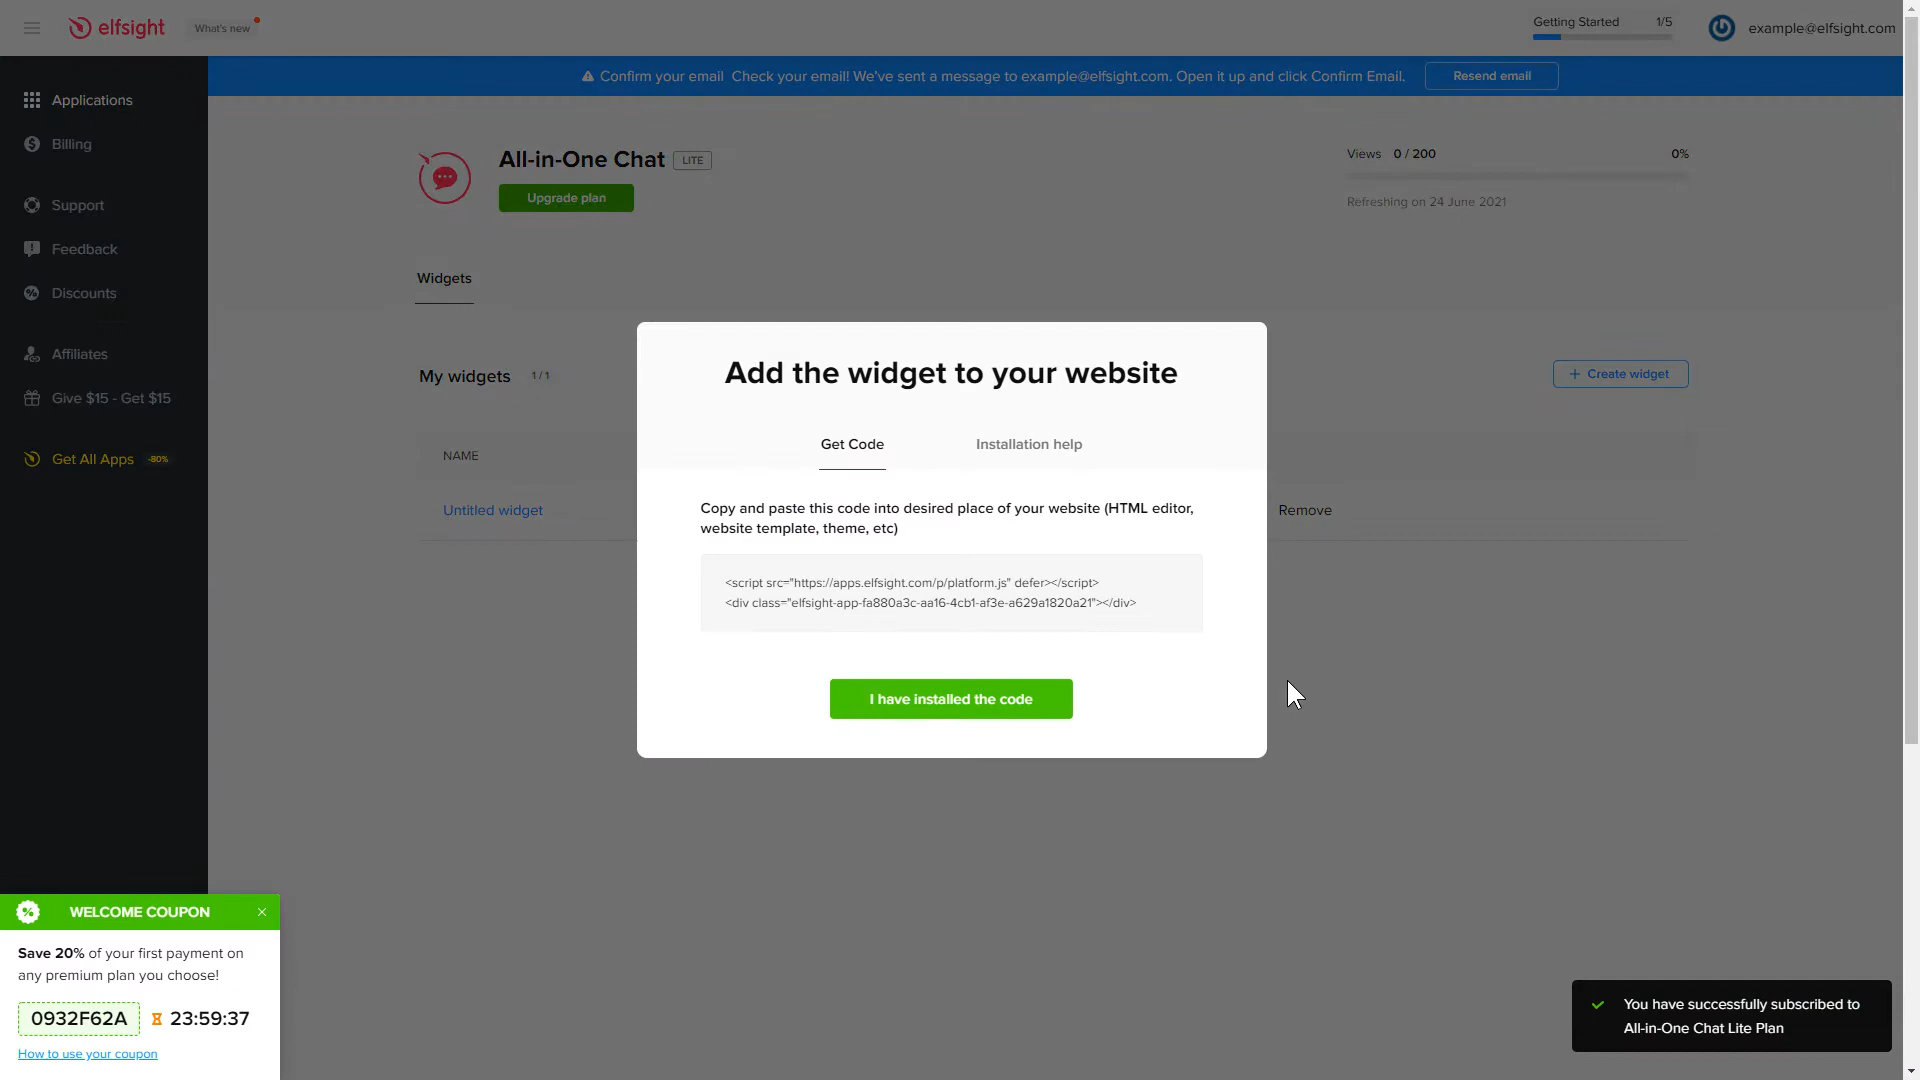 elfsight
What's new
Getting Started 1/5
example@elfsight.com
Confirm your email Check your email! We've sent a message to example@elfsight.com. Open it up and click Confirm Email.
Resend email
Applications
Billing
Support
Feedback
Discounts
Affiliates
Give $15 - Get $15
Get All Apps -80%
All-in-One Chat LITE
Upgrade plan
Views 0 / 200 0%
Refreshing on 24 June 2021
Widgets
My widgets 1 / 1
+ Create widget
NAME
Untitled widget
Remove
Add the widget to your website
Get Code Installation help
Copy and paste this code into desired place of your website (HTML editor,
website template, theme, etc)
<script src="https://apps.elfsight.com/p/platform.js" defer></script>
<div class="elfsight-app-fa880a3c-aa16-4cb1-af3e-a629a1820a21"></div>
I have installed the code
WELCOME COUPON
Save 20% of your first payment on
any premium plan you choose!
0932F62A 23:59:37
How to use your coupon
You have successfully subscribed to
All-in-One Chat Lite Plan